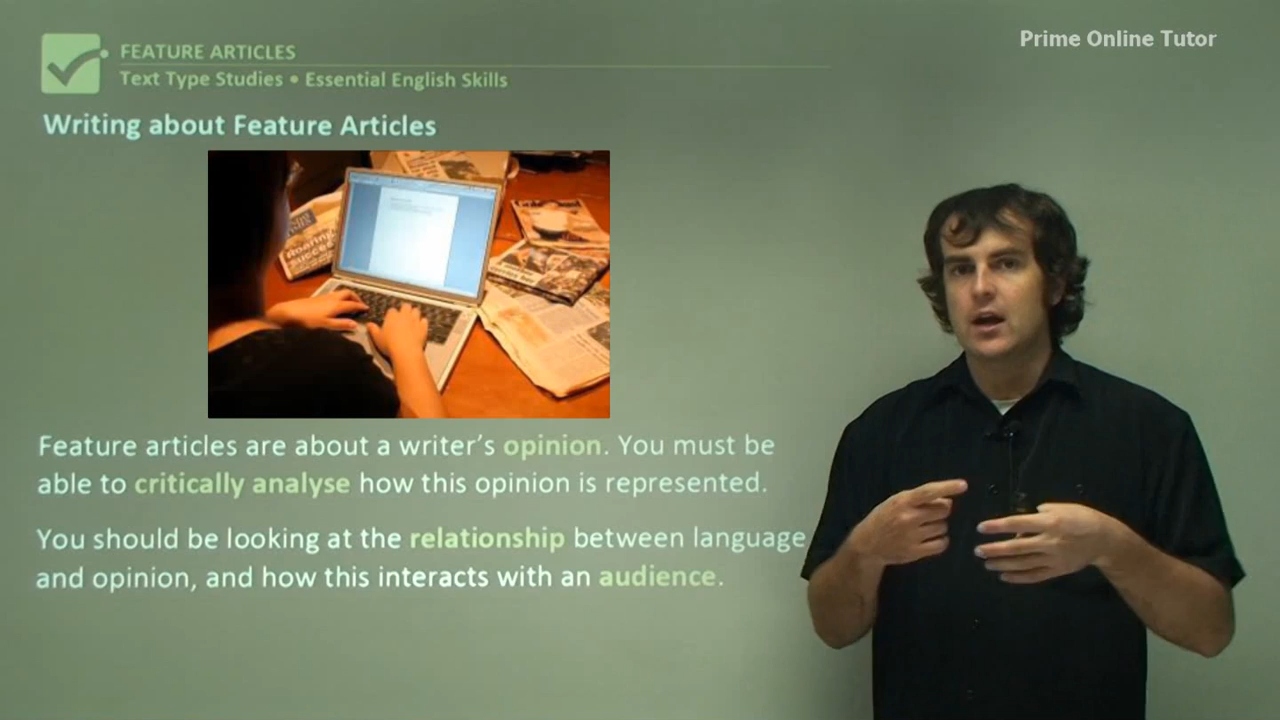 FEATURE ARTICLES
Prime Online Tutor
Text Type Studies • Essential English Skills
Writing about Feature Articles
Feature articles are about a writer's opinion. You must be
able to critically analyse how this opinion is represented.
You should be looking at the relationship between language
and opinion, and how this interacts with an audience.